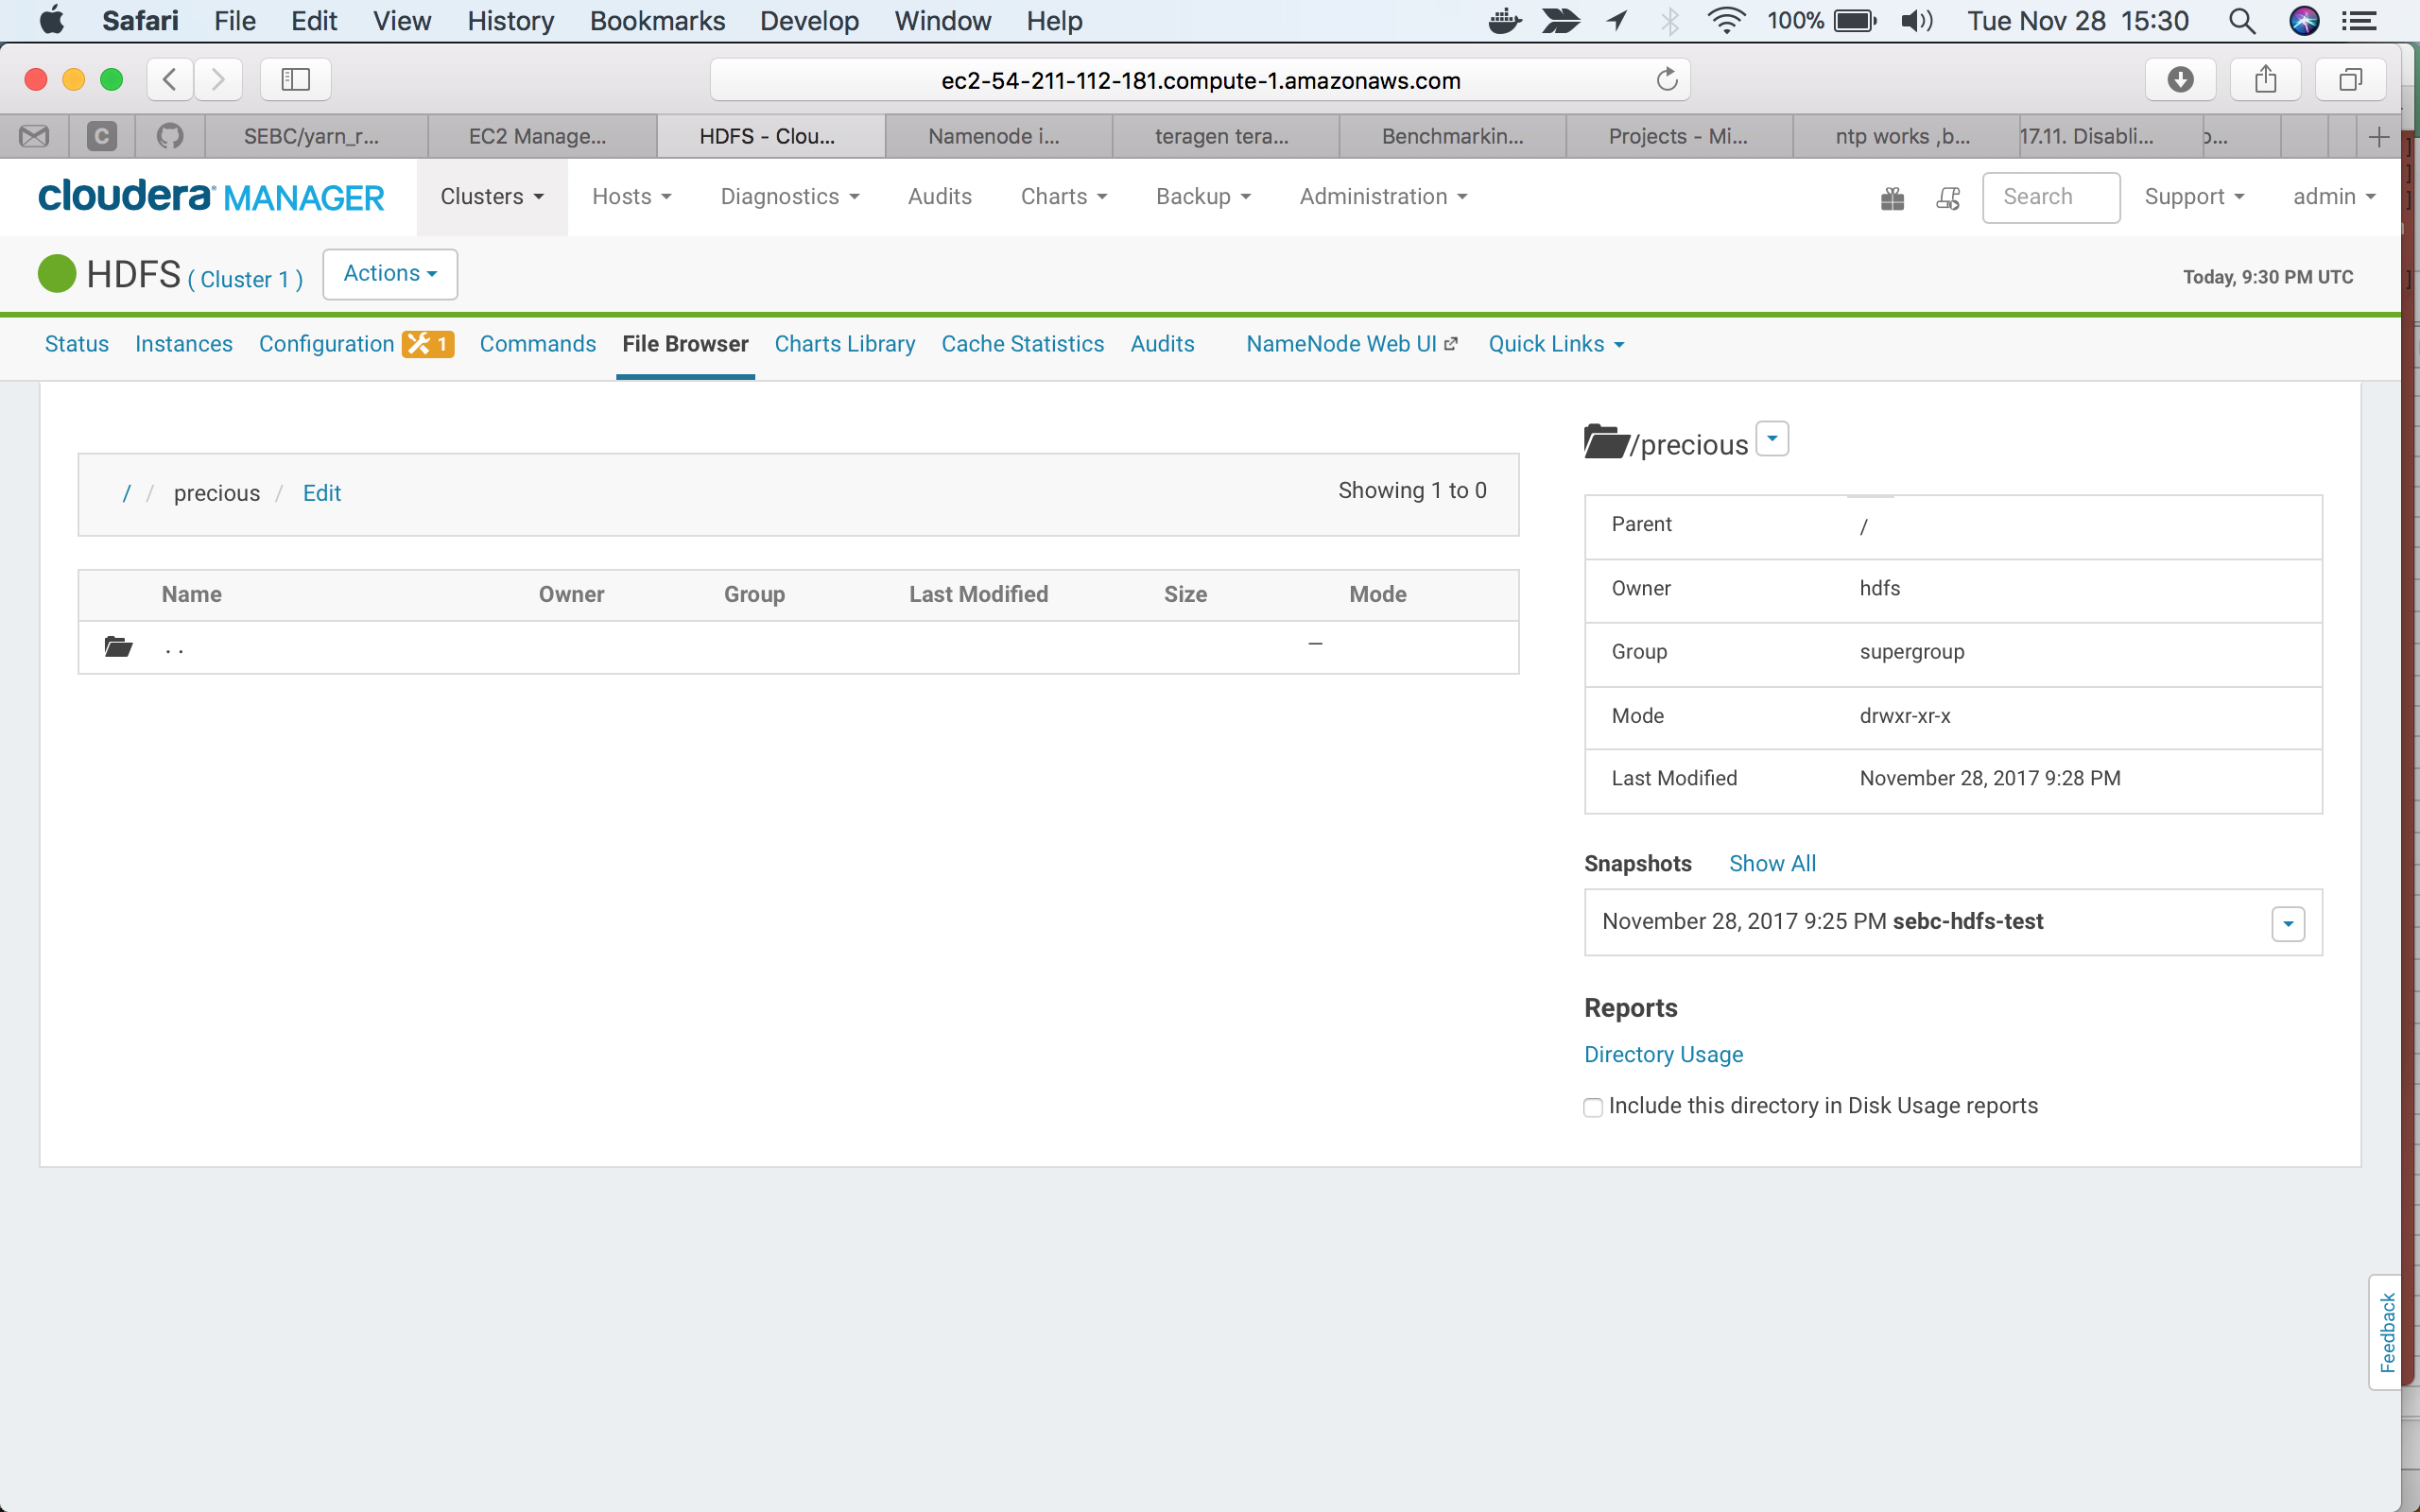 Safari File Edit View History Bookmarks Develop Window Help 100% Tue Nov 28 15:30
ec2-54-211-112-181.compute-1.amazonaws.com
C SEBC/yarn_r... EC2 Manage... HDFS - Clou... Namenode i... teragen tera... Benchmarkin... Projects - Mi... ntp works ,b... 17.11. Disabli...
cloudera MANAGER Clusters Hosts Diagnostics Audits Charts Backup Administration Search Support admin
HDFS ( Cluster 1 ) Actions Today, 9:30 PM UTC
Status Instances Configuration 1 Commands File Browser Charts Library Cache Statistics Audits NameNode Web UI Quick Links
/ / precious / Edit Showing 1 to 0
Name Owner Group Last Modified Size Mode
. . –
/precious
Parent /
Owner hdfs
Group supergroup
Mode drwxr-xr-x
Last Modified November 28, 2017 9:28 PM
Snapshots Show All
November 28, 2017 9:25 PM sebc-hdfs-test
Reports
Directory Usage
Include this directory in Disk Usage reports
Feedback